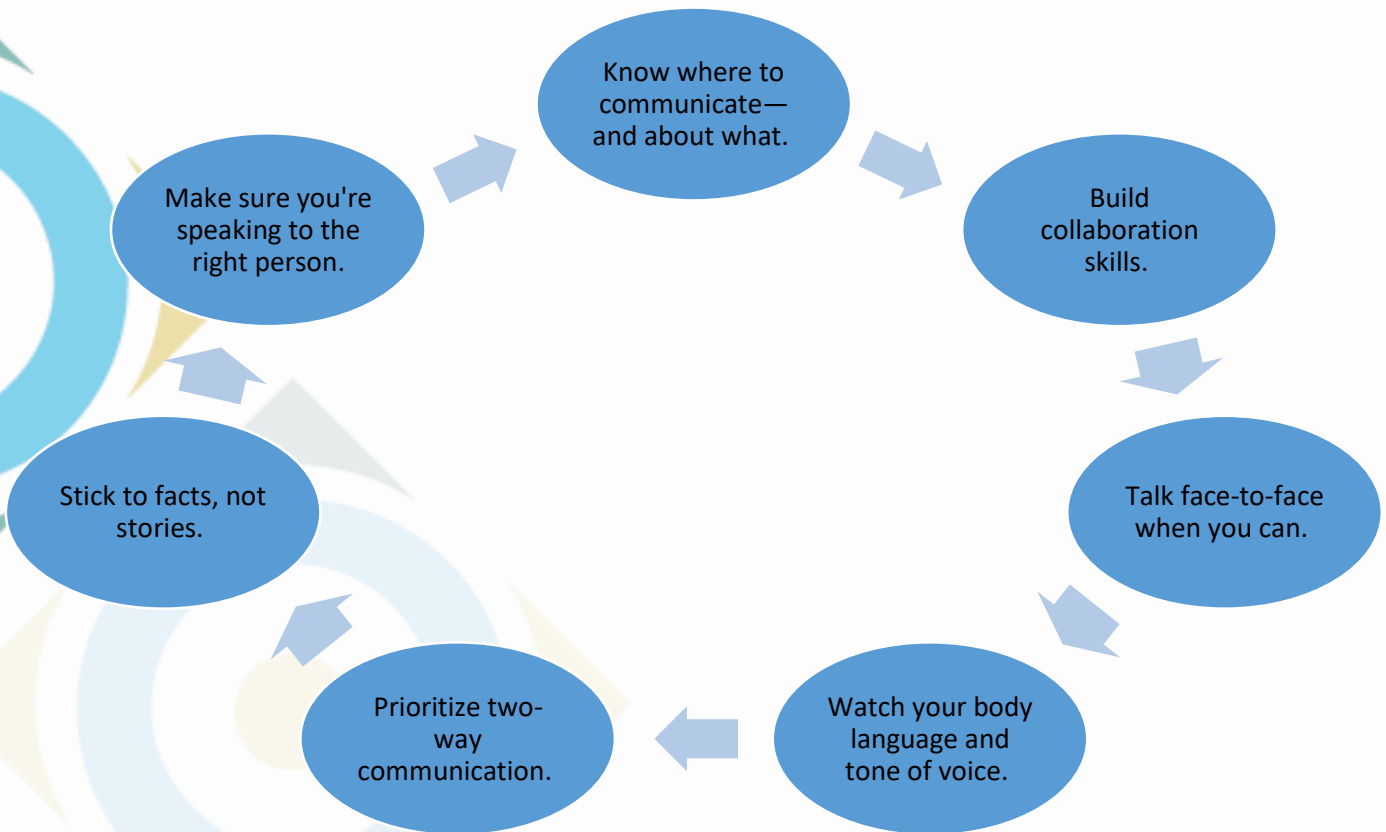 Know where to
communicate—
and about what.
Build
collaboration
skills.
Talk face-to-face
when you can.
Watch your body
language and
tone of voice.
Prioritize two-
way
communication.
Stick to facts, not
stories.
Make sure you're
speaking to the
right person.